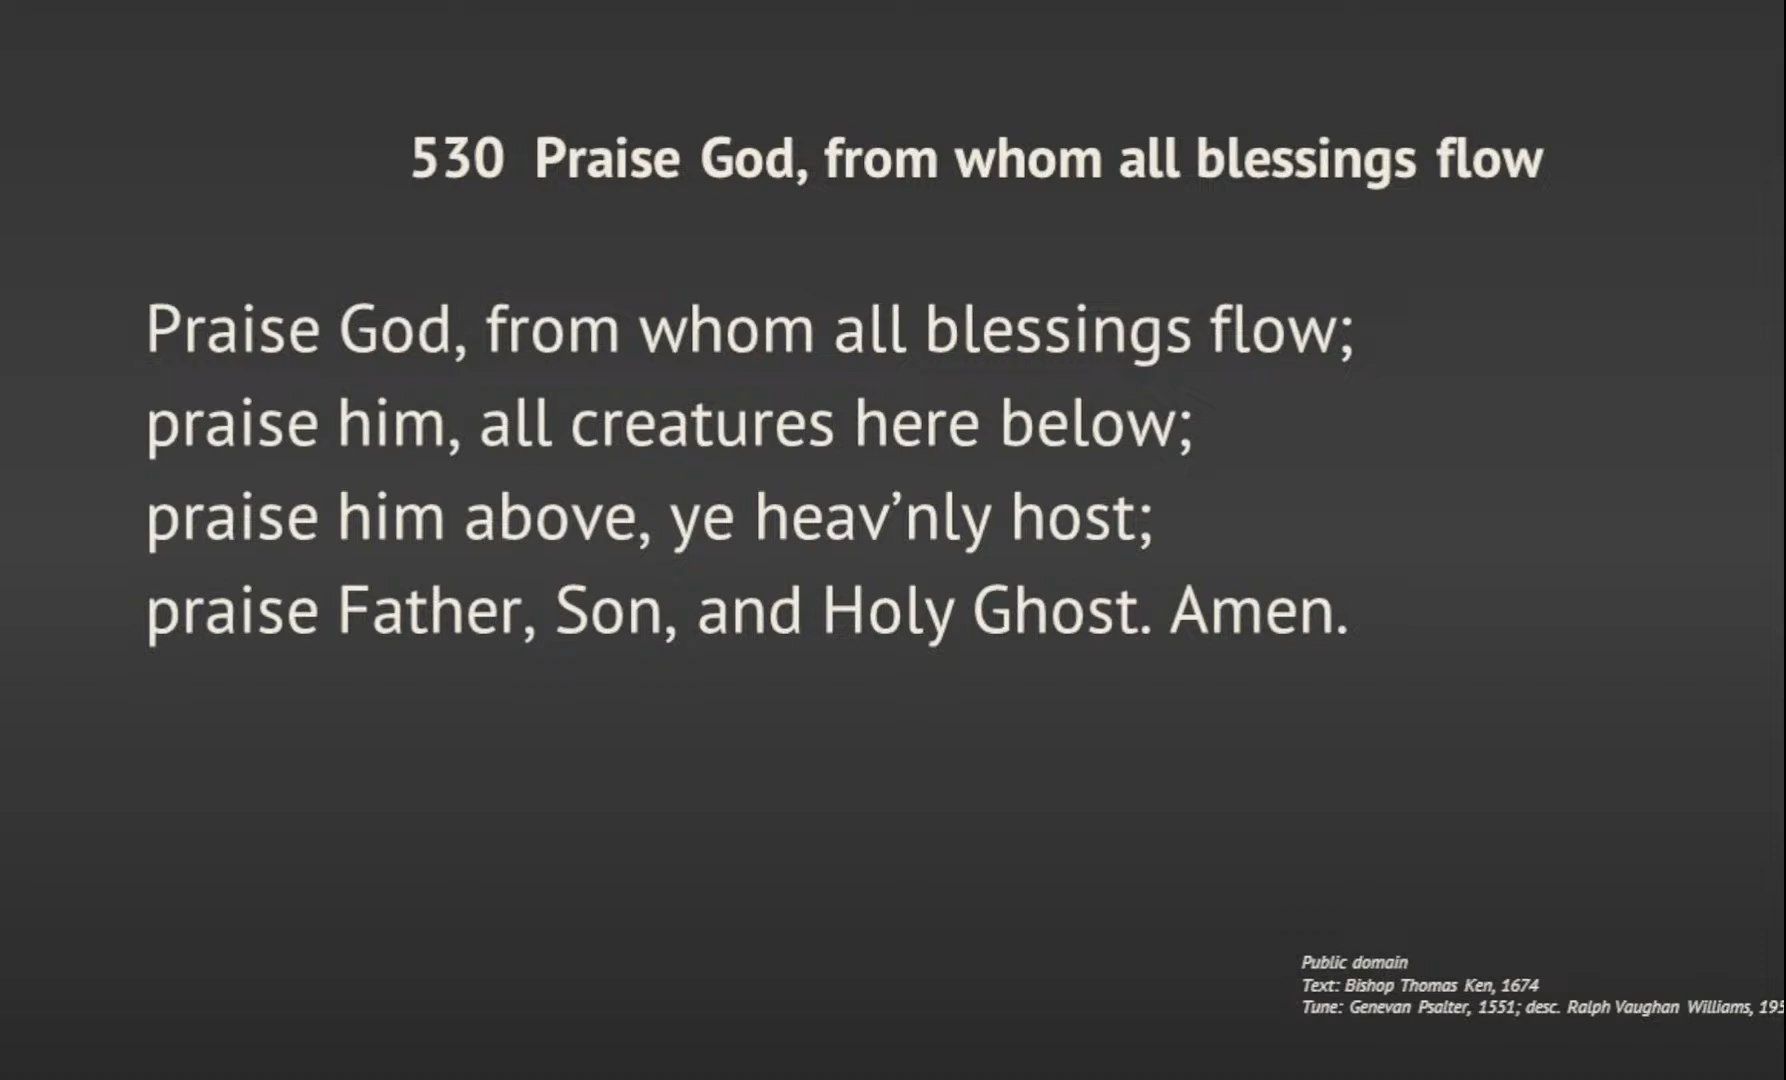 530 Praise God, from whom all blessings flow
Praise God, from whom all blessings flow;
praise him, all creatures here below;
praise him above, ye heav’nly host;
praise Father, Son, and Holy Ghost. Amen.
Public domain
Text: Bishop Thomas Ken, 1674
Tune: Genevan Psalter, 1551; desc. Ralph Vaughan Williams,